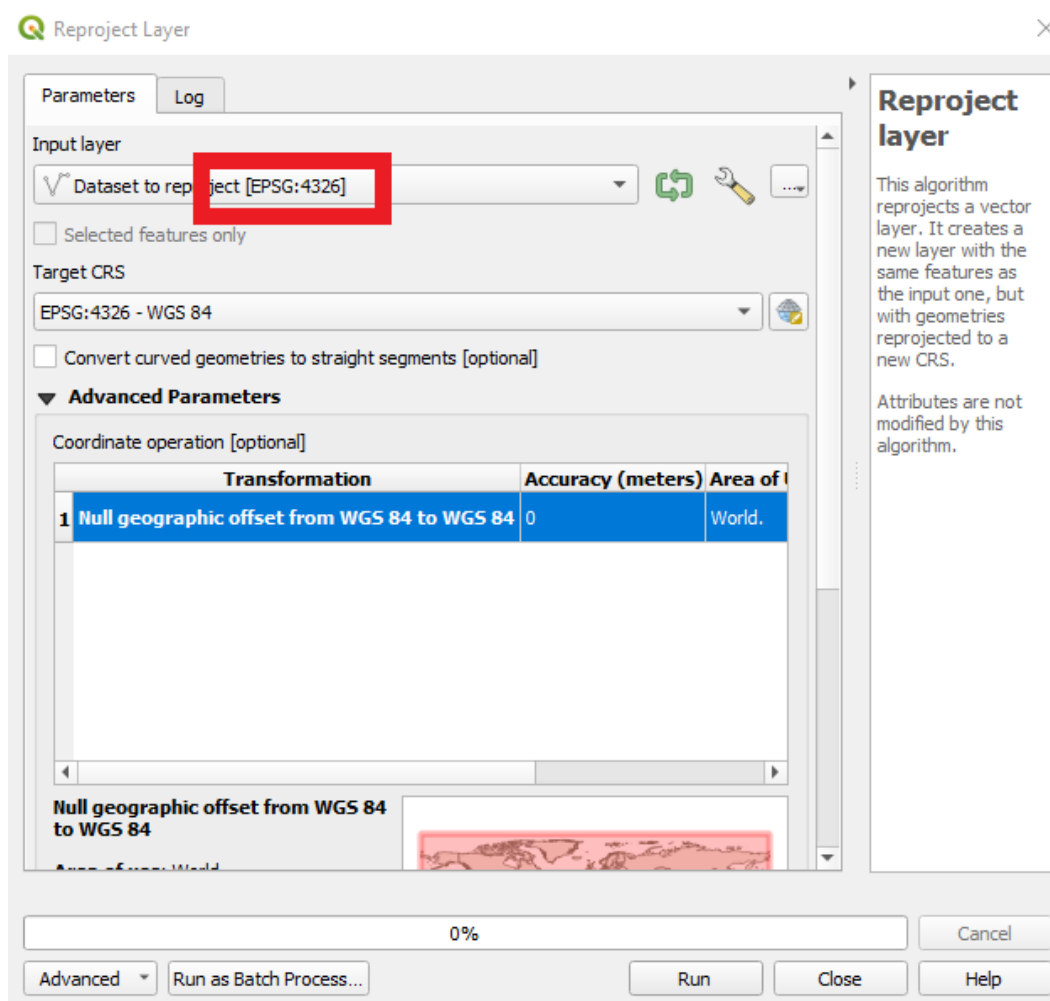 Reproject Layer
Parameters
Log
Input layer
Dataset to reproject [EPSG:4326]
...
Selected features only
Target CRS
EPSG:4326 - WGS 84
Convert curved geometries to straight segments [optional]
Advanced Parameters
Coordinate operation [optional]
Transformation Accuracy (meters) Area of
1 Null geographic offset from WGS 84 to WGS 84 0 World.
Null geographic offset from WGS 84
to WGS 84
Reproject
layer
This algorithm
reprojects a vector
layer. It creates a
new layer with the
same features as
the input one, but
with geometries
reprojected to a
new CRS.
Attributes are not
modified by this
algorithm.
0%
Cancel
Advanced
Run as Batch Process...
Run
Close
Help